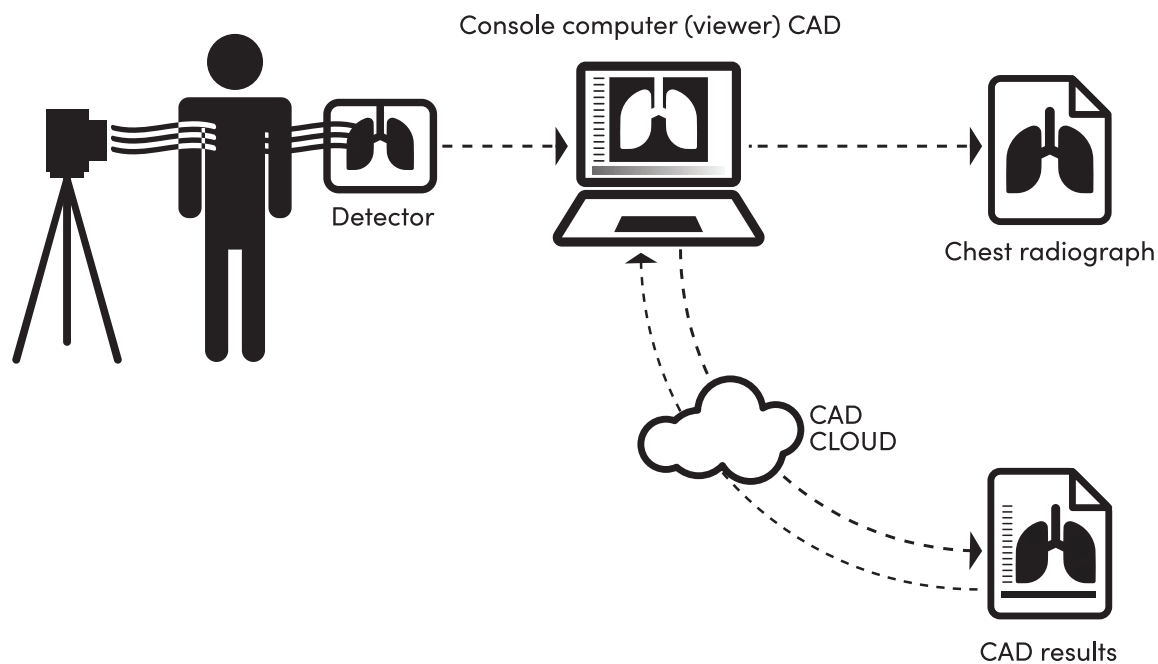 Console computer (viewer) CAD
Detector
Chest radiograph
CAD
CLOUD
CAD results